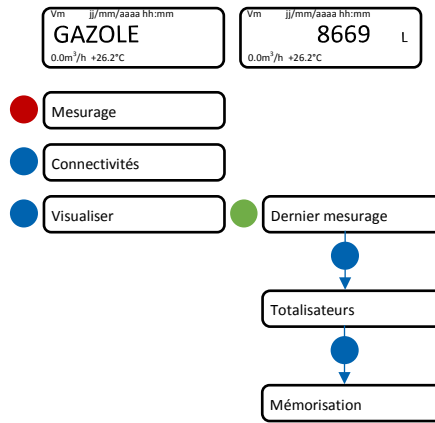 Vm jj/mm/aaaa hh:mm
GAZOLE
0.0m³/h +26.2°C
Vm jj/mm/aaaa hh:mm
8669 L
0.0m³/h +26.2°C
Mesurage
Connectivités
Visualiser
Dernier mesurage
Totalisateurs
Mémorisation